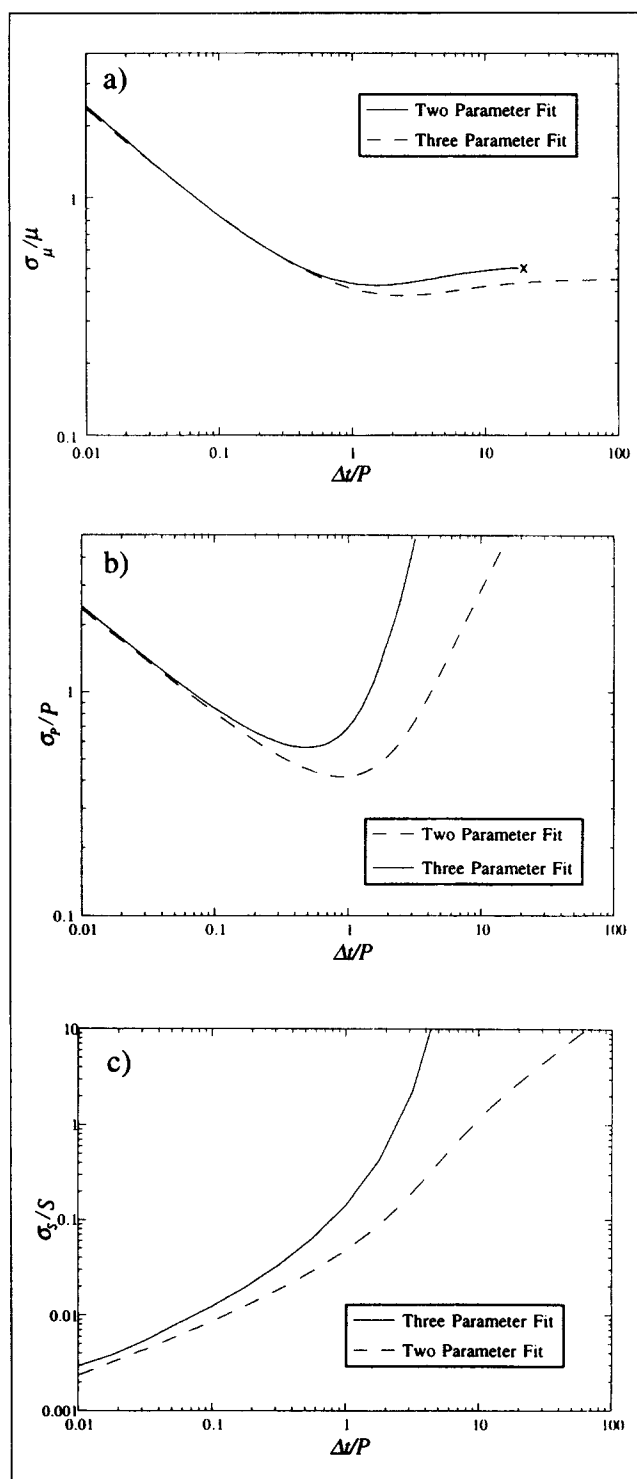 a)
Two Parameter Fit
Three Parameter Fit
1
σμ/μ
0.1
0.01 0.1 1 10 100
Δt/P
b)
1
σP/P
Two Parameter Fit
Three Parameter Fit
0.1
0.01 0.1 1 10 100
Δt/P
10
c)
1
0.1
σS/S
0.01
Three Parameter Fit
Two Parameter Fit
0.001
0.01 0.1 1 10 100
Δt/P